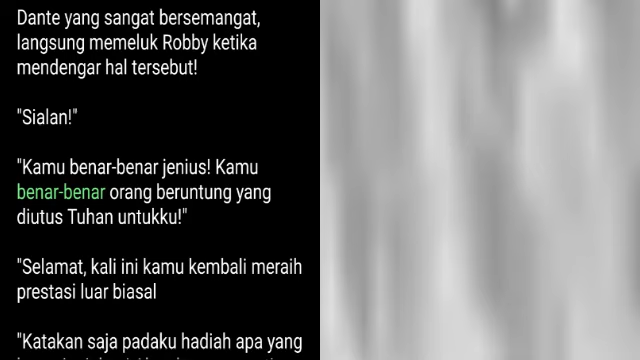 Dante yang sangat bersemangat,
langsung memeluk Robby ketika
mendengar hal tersebut!
"Sialan!"
"Kamu benar-benar jenius! Kamu
benar-benar orang beruntung yang
diutus Tuhan untukku!"
"Selamat, kali ini kamu kembali meraih
prestasi luar biasal
"Katakan saja padaku hadiah apa yang